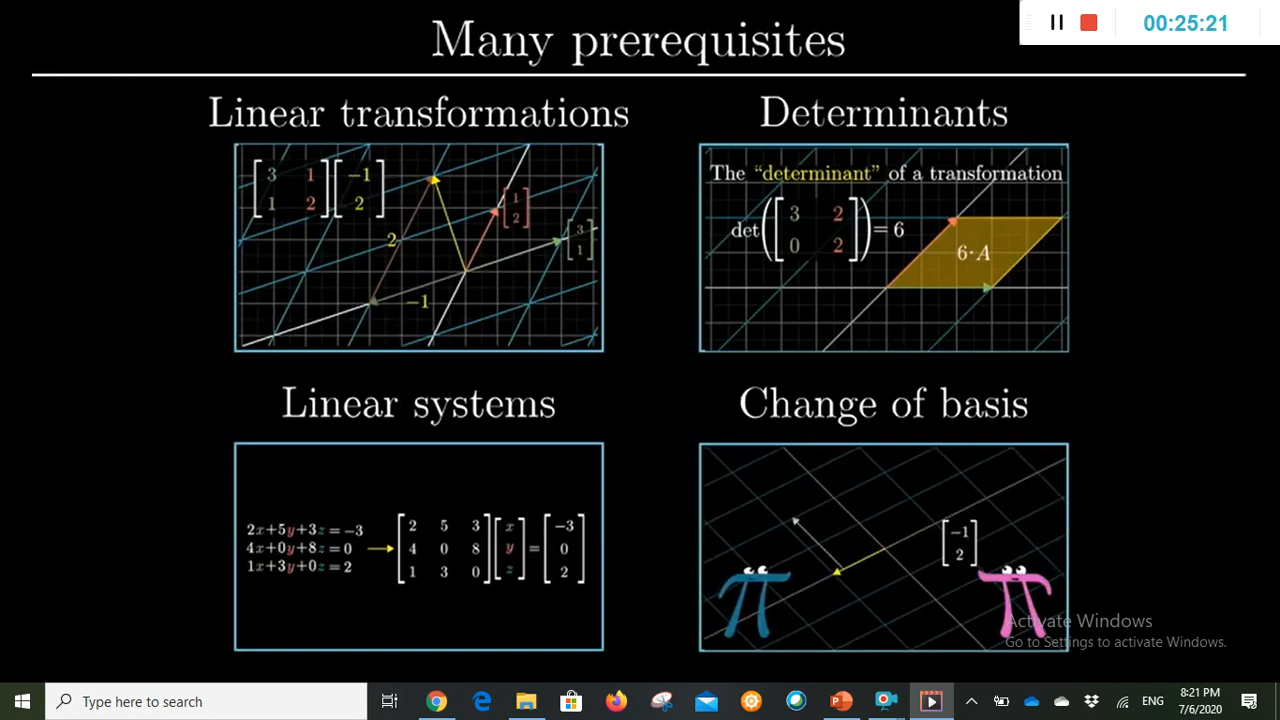 Many prerequisites
00:25:21
Linear transformations
Determinants
3 1
1 2
-1
2
1
2
3
1
2
-1
The "determinant" of a transformation
det([3 2
0 2]) = 6
6·A
Linear systems
Change of basis
2x+5y+3z=-3
4x+0y+8z=0
1x+3y+0z=2
2 5 3
4 0 8
1 3 0
x
y
z
=
-3
0
2
-1
2
Activate Windows
Go to Settings to activate Windows.
Type here to search
ENG
8:21 PM
7/6/2020